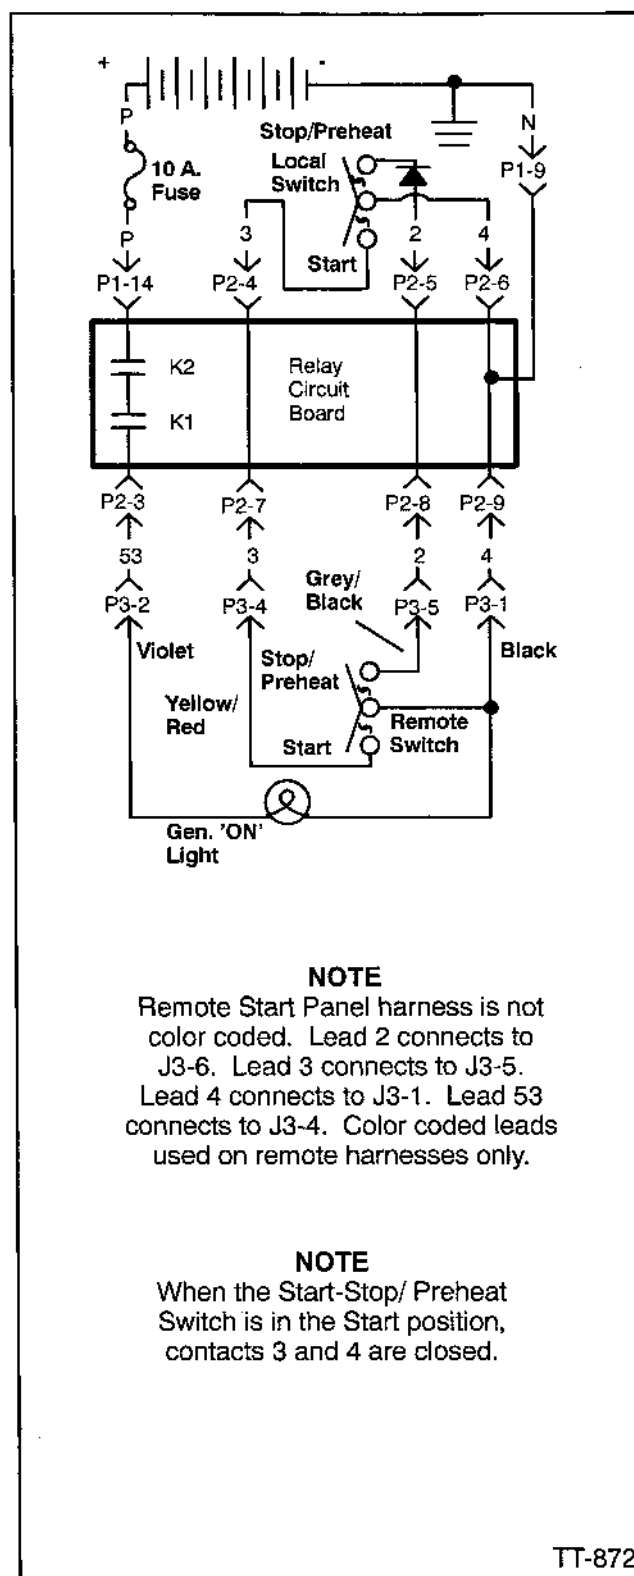 + -
P
N
Stop/Preheat
Local
Switch
10 A.
Fuse
P1-9
P
3
2
4
Start
P1-14
P2-4
P2-5
P2-6
K2
K1
Relay
Circuit
Board
P2-3
P2-7
P2-8
P2-9
53
3
2
4
Grey/
Black
P3-2
P3-4
P3-5
P3-1
Violet
Stop/
Preheat
Black
Yellow/
Red
Start
Remote
Switch
Gen. 'ON'
Light
NOTE
Remote Start Panel harness is not
color coded. Lead 2 connects to
J3-6. Lead 3 connects to J3-5.
Lead 4 connects to J3-1. Lead 53
connects to J3-4. Color coded leads
used on remote harnesses only.
NOTE
When the Start-Stop/ Preheat
Switch is in the Start position,
contacts 3 and 4 are closed.
TT-872